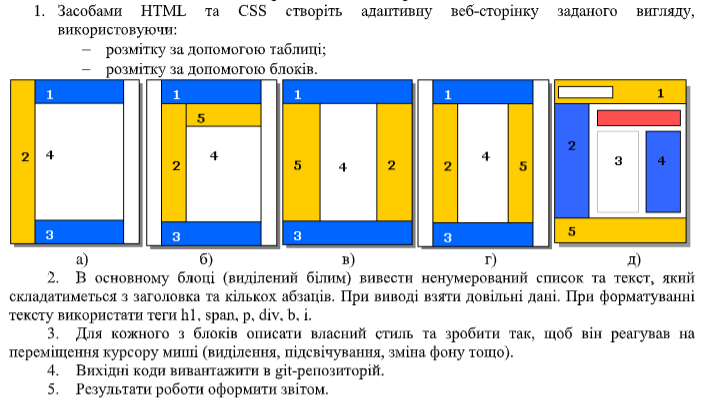 1. Засобами HTML та CSS створіть адаптивну веб-сторінку заданого вигляду,
використовуючи:
– розмітку за допомогою таблиці;
– розмітку за допомогою блоків.
1 1 1 1 1
5
2 4 2 4 5 4 2 2 4 5 2 3 4
3 3 3 3 5
а) б) в) г) д)
2. В основному блоці (виділений білим) вивести ненумерований список та текст, який
складатиметься з заголовка та кількох абзаців. При виводі взяти довільні дані. При форматуванні
тексту використати теги h1, span, p, div, b, i.
3. Для кожного з блоків описати власний стиль та зробити так, щоб він реагував на
переміщення курсору миші (виділення, підсвічування, зміна фону тощо).
4. Вихідні коди вивантажити в git-репозиторій.
5. Результати роботи оформити звітом.